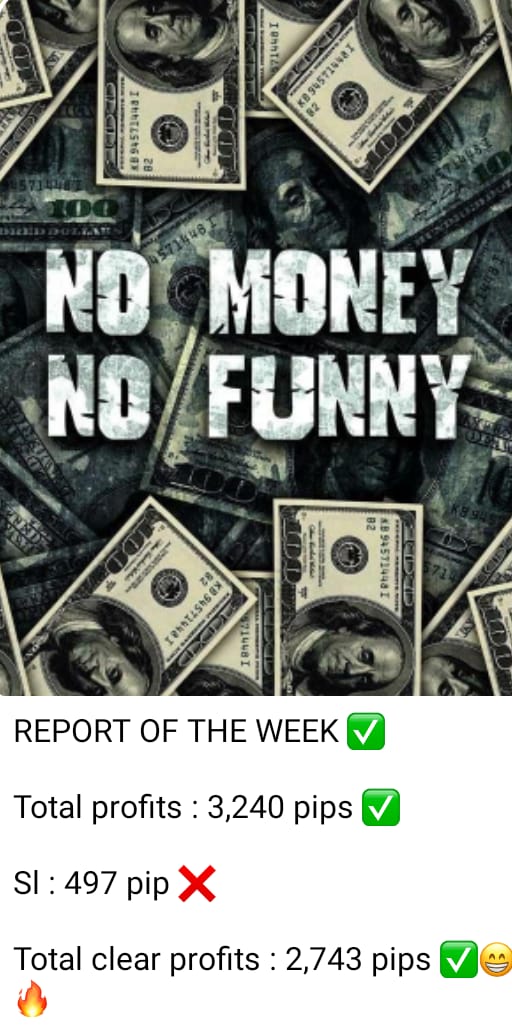 NO MONEY
NO FUNNY
REPORT OF THE WEEK ✅
Total profits : 3,240 pips ✅
Sl : 497 pip ❌
Total clear profits : 2,743 pips ✅😁
🔥